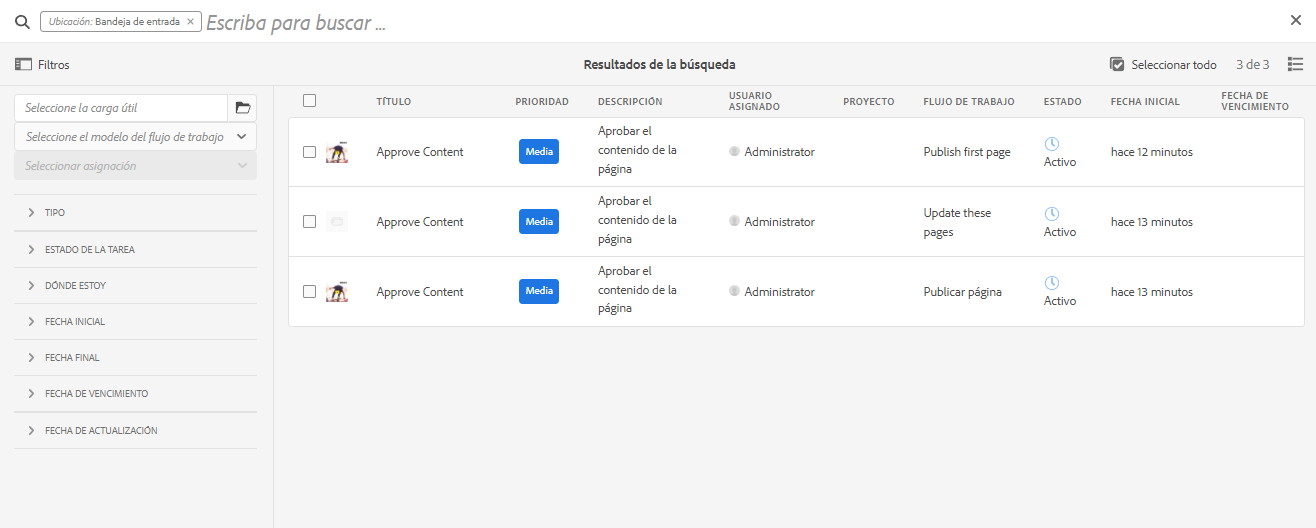 Ubicación: Bandeja de entrada × Escriba para buscar ...
Filtros
Resultados de la búsqueda
Seleccionar todo
3 de 3
Seleccione la carga útil
Seleccione el modelo del flujo de trabajo
Seleccionar asignación
TIPO
ESTADO DE LA TAREA
DÓNDE ESTOY
FECHA INICIAL
FECHA FINAL
FECHA DE VENCIMIENTO
FECHA DE ACTUALIZACIÓN
TÍTULO
PRIORIDAD
DESCRIPCIÓN
USUARIO
ASIGNADO
PROYECTO
FLUJO DE TRABAJO
ESTADO
FECHA INICIAL
FECHA DE
VENCIMIENTO
Approve Content
Media
Aprobar el
contenido de la
página
Administrator
Publish first page
Activo
hace 12 minutos
Approve Content
Media
Aprobar el
contenido de la
página
Administrator
Update these
pages
Activo
hace 13 minutos
Approve Content
Media
Aprobar el
contenido de la
página
Administrator
Publicar página
Activo
hace 13 minutos